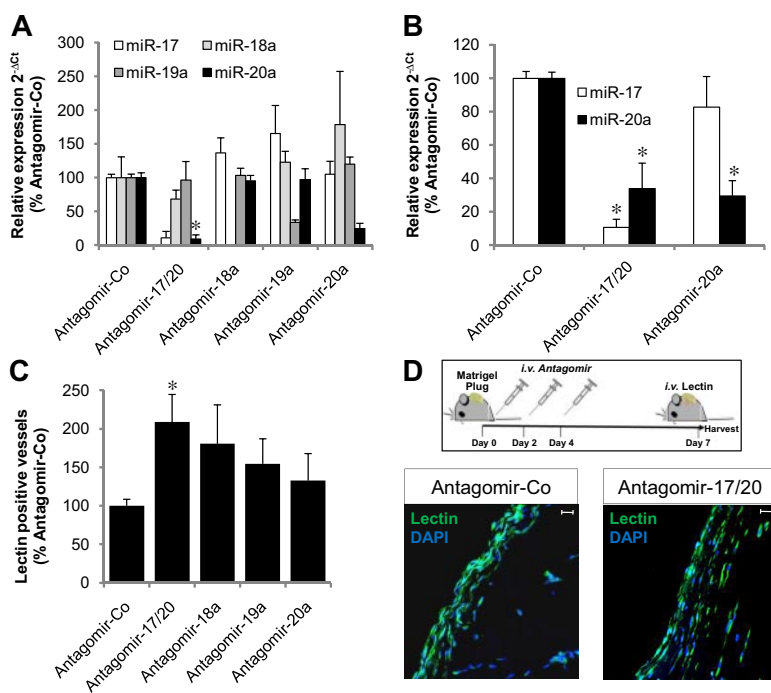 A
Relative expression 2-ΔCt
(% Antagomir-Co)
300
250
200
150
100
50
0
miR-17
miR-18a
miR-19a
miR-20a
*
Antagomir-Co
Antagomir-17/20
Antagomir-18a
Antagomir-19a
Antagomir-20a
B
Relative expression 2-ΔCt
(% Antagomir-Co)
120
100
80
60
40
20
0
miR-17
miR-20a
*
*
*
Antagomir-Co
Antagomir-17/20
Antagomir-20a
C
Lectin positive vessels
(% Antagomir-Co)
250
200
150
100
50
0
*
Antagomir-Co
Antagomir-17/20
Antagomir-18a
Antagomir-19a
Antagomir-20a
D
i.v. Antagomir
Matrigel
Plug
i.v. Lectin
Harvest
Day 0
Day 2
Day 4
Day 7
Antagomir-Co
Lectin
DAPI
Antagomir-17/20
Lectin
DAPI